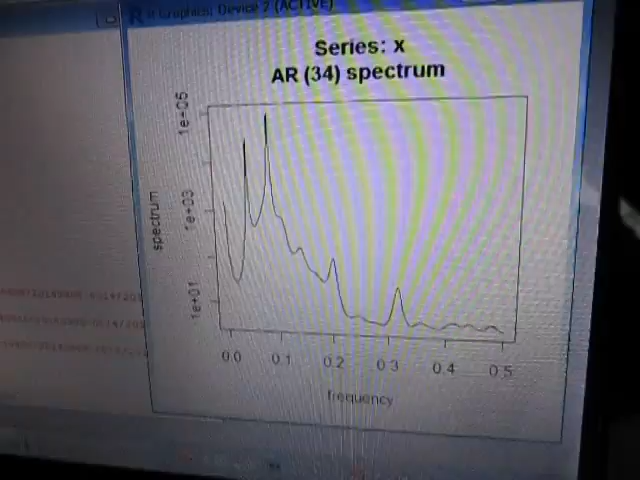 R Graphics: Device 2 (ACTIVE)
Series: x
AR (34) spectrum
spectrum
1e+05
1e+03
1e+01
0.0 0.1 0.2 0.3 0.4 0.5
frequency